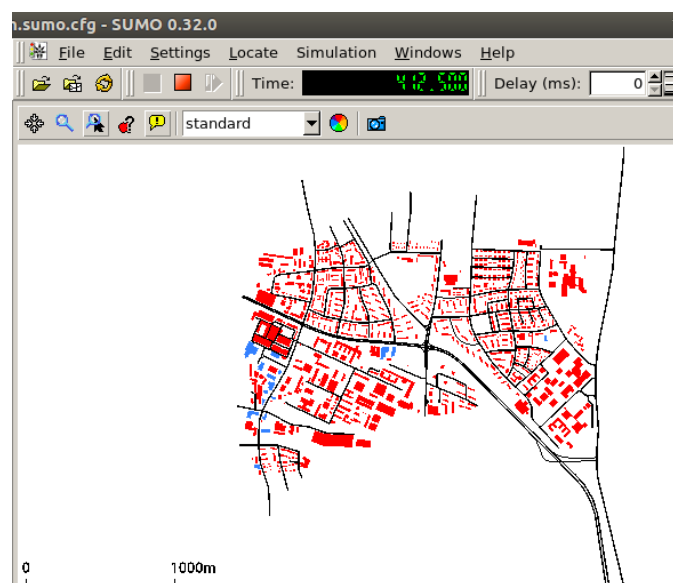 n.sumo.cfg - SUMO 0.32.0
File Edit Settings Locate Simulation Windows Help
Time: 412.500 Delay (ms): 0
standard
0 1000m